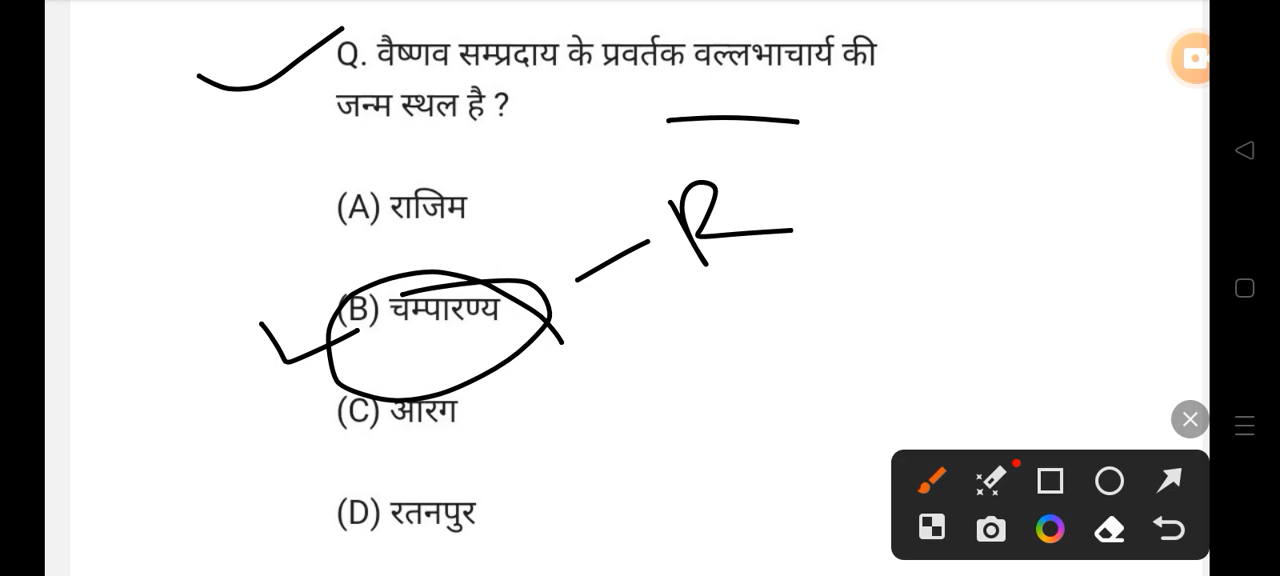 Q. वैष्णव सम्प्रदाय के प्रवर्तक वल्लभाचार्य की
जन्म स्थल है ?
(A) राजिम
(B) चम्पारण्य
(C) आरंग
(D) रतनपुर